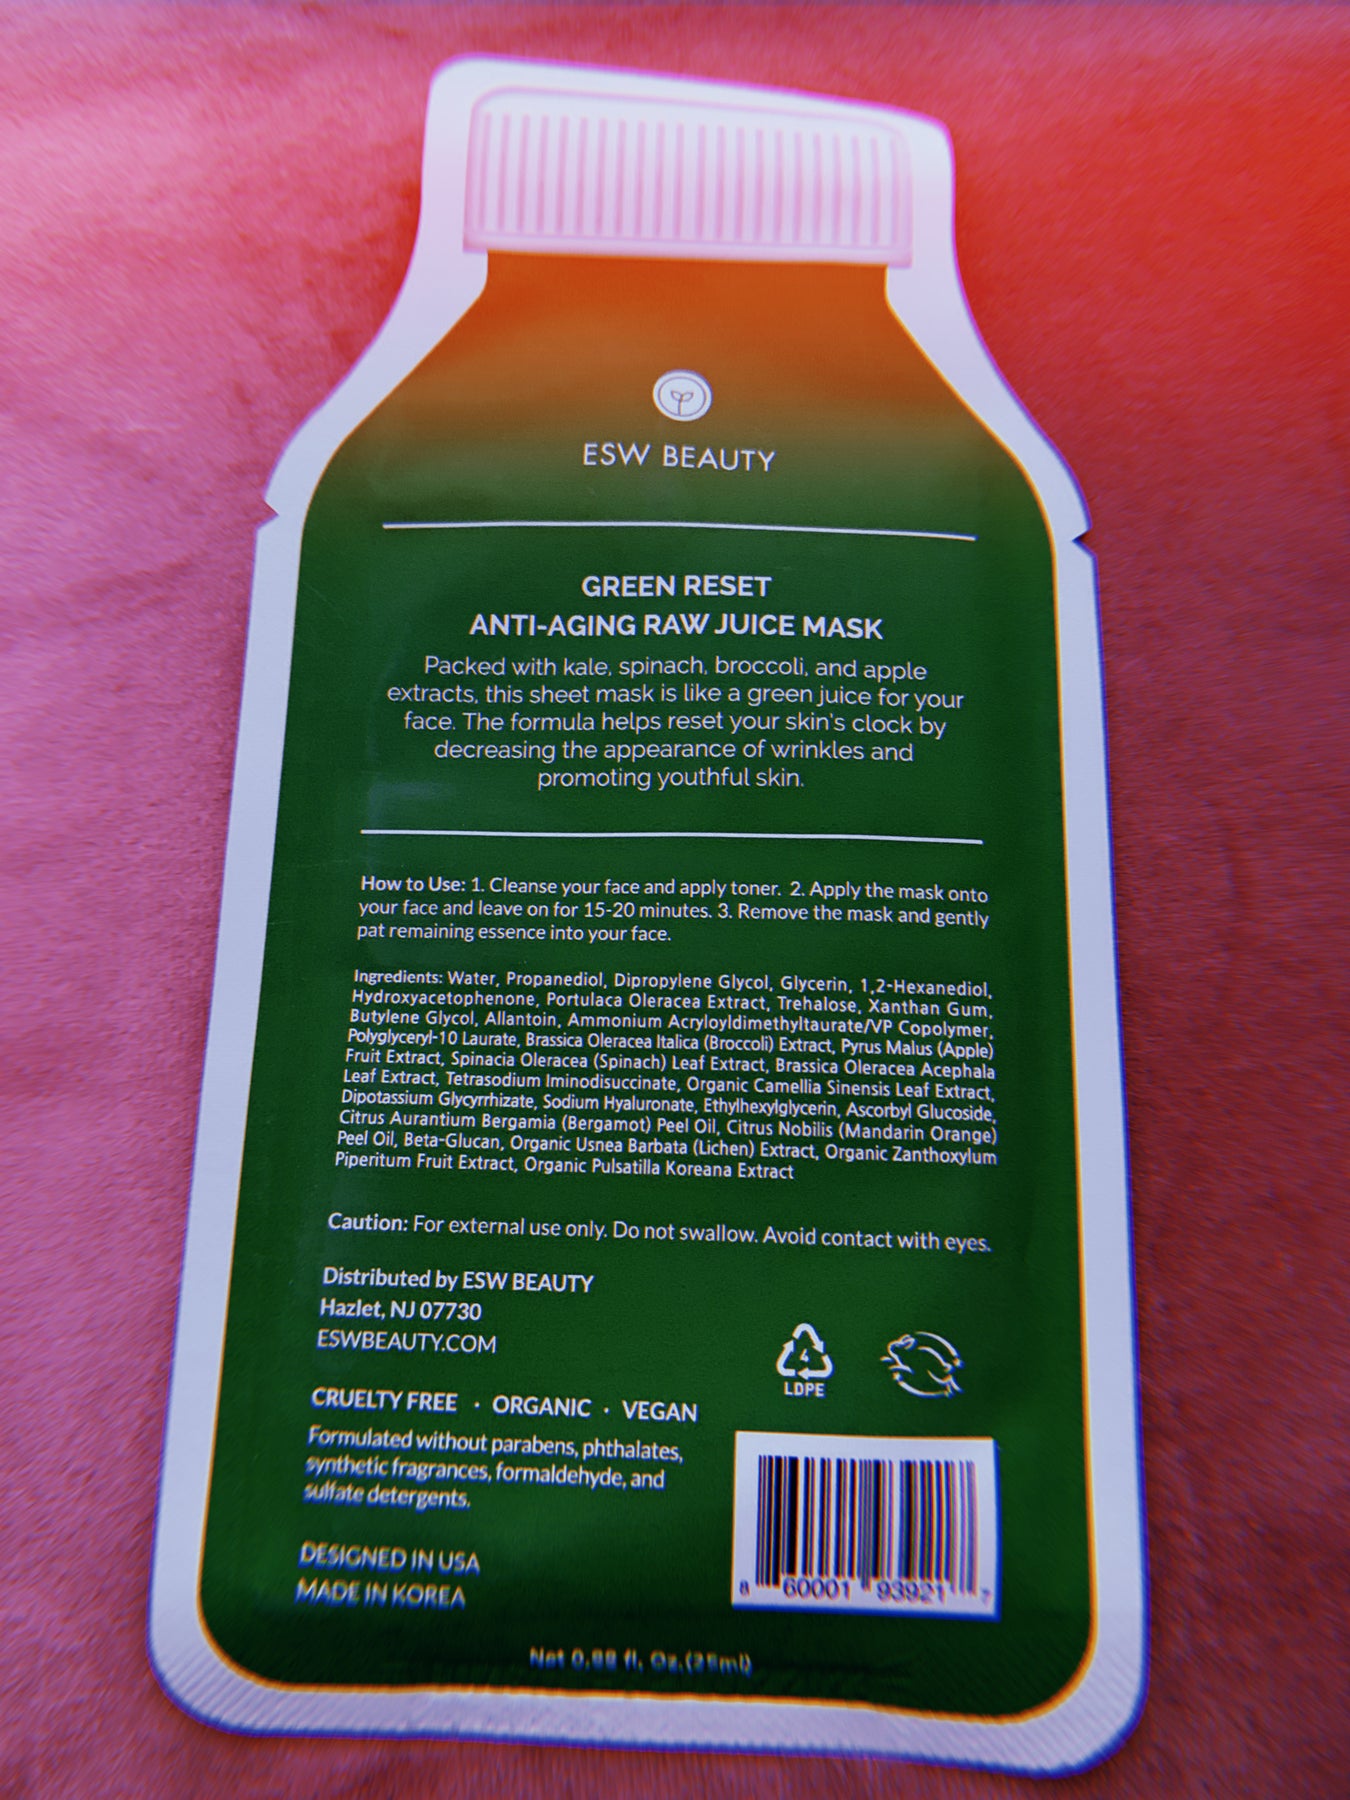 ESW BEAUTY
GREEN RESET
ANTI-AGING RAW JUICE MASK
Packed with kale, spinach, broccoli, and apple
extracts, this sheet mask is like a green juice for your
face. The formula helps reset your skin's clock by
decreasing the appearance of wrinkles and
promoting youthful skin.
How to Use: 1. Cleanse your face and apply toner. 2. Apply the mask onto
your face and leave on for 15-20 minutes. 3. Remove the mask and gently
pat remaining essence into your face.
Ingredients: Water, Propanediol, Dipropylene Glycol, Glycerin, 1,2-Hexanediol,
Hydroxyacetophenone, Portulaca Oleracea Extract, Trehalose, Xanthan Gum,
Butylene Glycol, Allantoin, Ammonium Acryloyldimethyltaurate/VP Copolymer,
Polyglyceryl-10 Laurate, Brassica Oleracea Italica (Broccoli) Extract, Pyrus Malus (Apple)
Fruit Extract, Spinacia Oleracea (Spinach) Leaf Extract, Brassica Oleracea Acephala
Leaf Extract, Tetrasodium Iminodisuccinate, Organic Camellia Sinensis Leaf Extract,
Dipotassium Glycyrrhizate, Sodium Hyaluronate, Ethylhexylglycerin, Ascorbyl Glucoside,
Citrus Aurantium Bergamia (Bergamot) Peel Oil, Citrus Nobilis (Mandarin Orange)
Peel Oil, Beta-Glucan, Organic Usnea Barbata (Lichen) Extract, Organic Zanthoxylum
Piperitum Fruit Extract, Organic Pulsatilla Koreana Extract
Caution: For external use only. Do not swallow. Avoid contact with eyes.
Distributed by ESW BEAUTY
Hazlet, NJ 07730
ESWBEAUTY.COM
4
LDPE
CRUELTY FREE · ORGANIC · VEGAN
Formulated without parabens, phthalates,
synthetic fragrances, formaldehyde, and
sulfate detergents.
DESIGNED IN USA
MADE IN KOREA
8 60001 93921 7
Net 0.88 fl. Oz.(25ml)